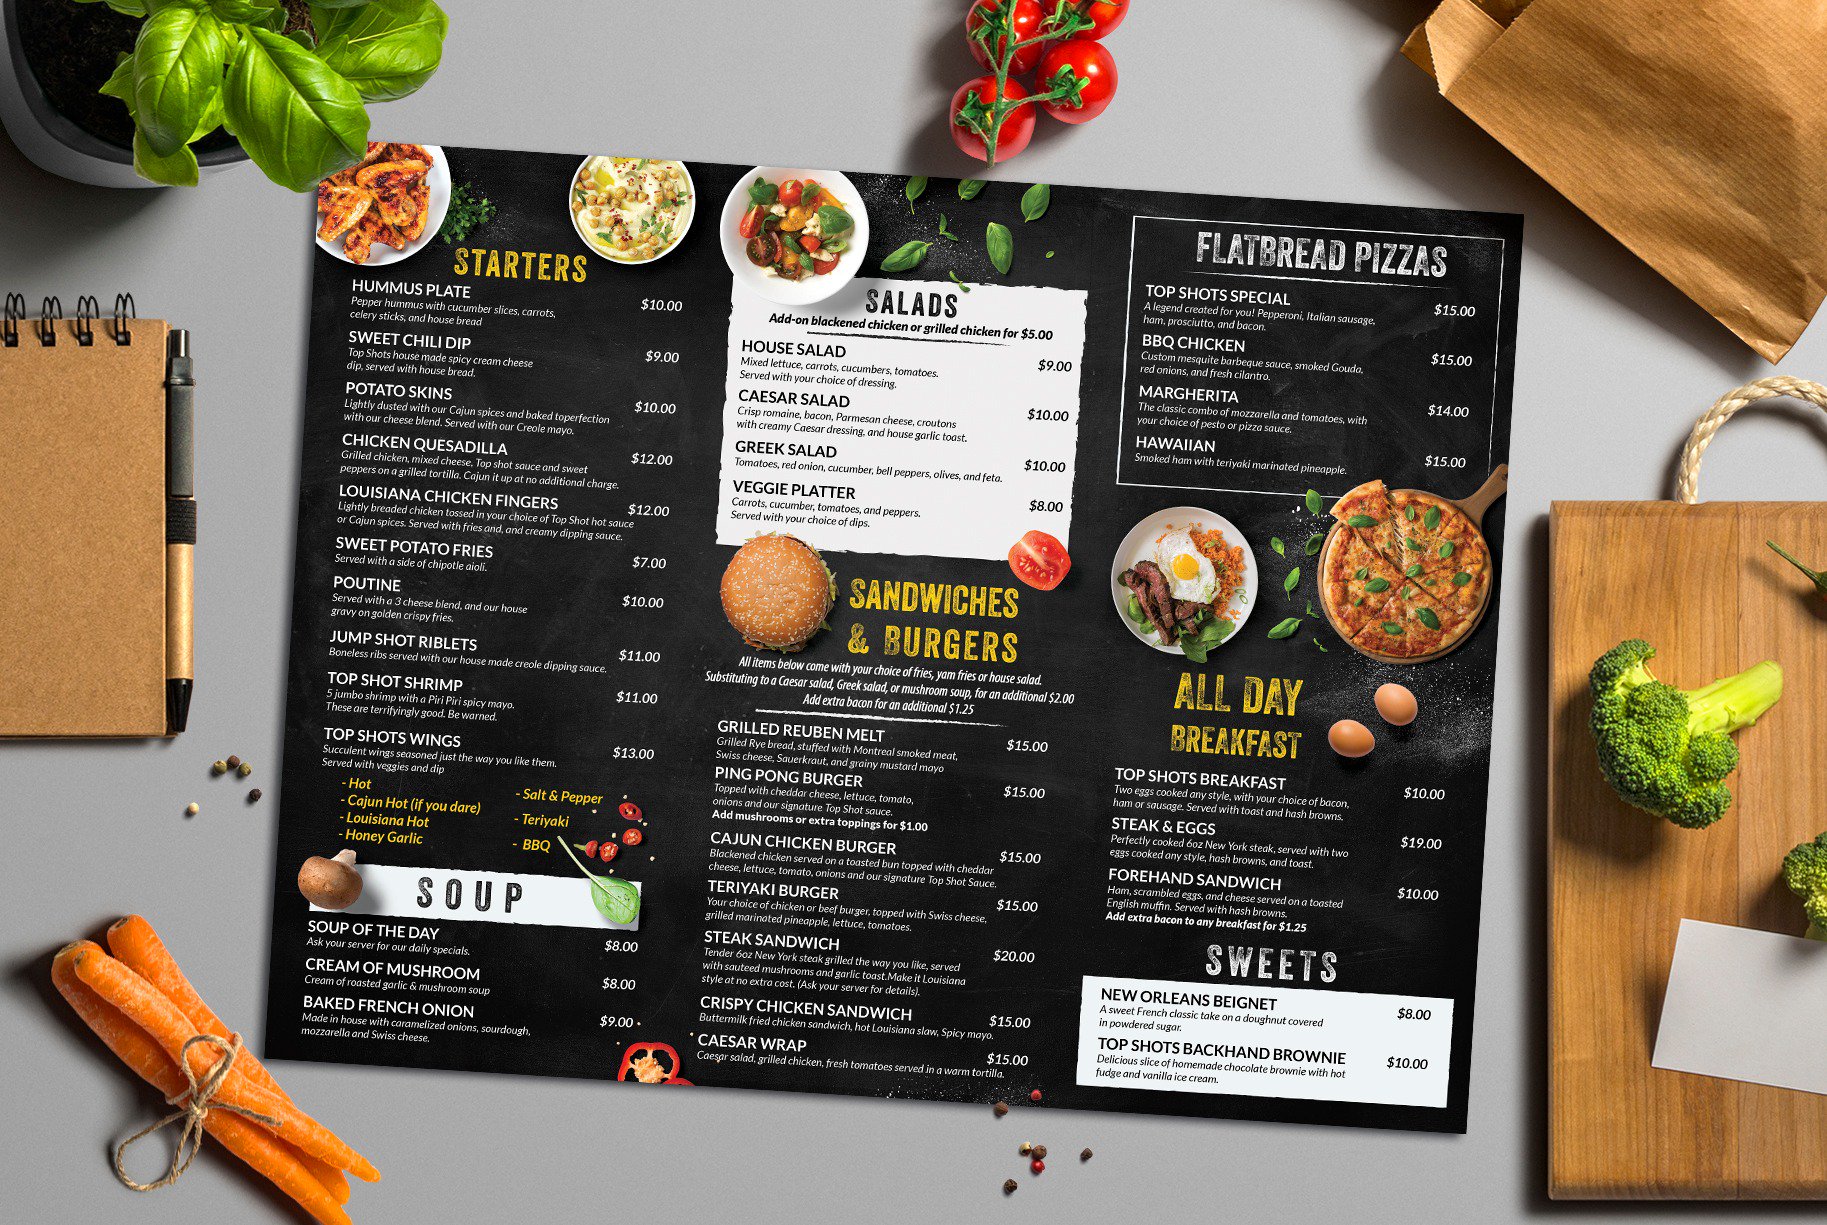 STARTERS
HUMMUS PLATE
Pepper hummus with cucumber slices, carrots,
celery sticks, and house bread
$10.00
SWEET CHILI DIP
Top Shots house made spicy cream cheese
dip, served with house bread.
$9.00
POTATO SKINS
Lightly dusted with our Cajun spices and baked toperfection
with our cheese blend. Served with our Creole mayo.
$10.00
CHICKEN QUESADILLA
Grilled chicken, mixed cheese, Top shot sauce and sweet
peppers on a grilled tortilla. Cajun it up at no additional charge.
$12.00
LOUISIANA CHICKEN FINGERS
Lightly breaded chicken tossed in your choice of Top Shot hot sauce
or Cajun spices. Served with fries and, and creamy dipping sauce.
$12.00
SWEET POTATO FRIES
Served with a side of chipotle aioli.
$7.00
POUTINE
Served with a 3 cheese blend, and our house
gravy on golden crispy fries.
$10.00
JUMP SHOT RIBLETS
Boneless ribs served with our house made creole dipping sauce.
$11.00
TOP SHOT SHRIMP
5 jumbo shrimp with a Piri Piri spicy mayo.
These are terrifyingly good. Be warned.
$11.00
TOP SHOTS WINGS
Succulent wings seasoned just the way you like them.
Served with veggies and dip
$13.00
- Hot
- Cajun Hot (if you dare)
- Louisiana Hot
- Honey Garlic
- Salt & Pepper
- Teriyaki
- BBQ
SOUP
SOUP OF THE DAY
Ask your server for our daily specials.
$8.00
CREAM OF MUSHROOM
Cream of roasted garlic & mushroom soup
$8.00
BAKED FRENCH ONION
Made in house with caramelized onions, sourdough,
mozzarella and Swiss cheese.
$9.00
SALADS
Add-on blackened chicken or grilled chicken for $5.00
HOUSE SALAD
Mixed lettuce, carrots, cucumbers, tomatoes.
Served with your choice of dressing.
$9.00
CAESAR SALAD
Crisp romaine, bacon, Parmesan cheese, croutons
with creamy Caesar dressing, and house garlic toast.
$10.00
GREEK SALAD
Tomatoes, red onion, cucumber, bell peppers, olives, and feta.
$10.00
VEGGIE PLATTER
Carrots, cucumber, tomatoes, and peppers.
Served with your choice of dips.
$8.00
SANDWICHES
& BURGERS
All items below come with your choice of fries, yam fries or house salad.
Substituting to a Caesar salad, Greek salad, or mushroom soup, for an additional $2.00
Add extra bacon for an additional $1.25
GRILLED REUBEN MELT
Grilled Rye bread, stuffed with Montreal smoked meat,
Swiss cheese, Sauerkraut, and grainy mustard mayo
$15.00
PING PONG BURGER
Topped with cheddar cheese, lettuce, tomato,
onions and our signature Top Shot sauce.
Add mushrooms or extra toppings for $1.00
$15.00
CAJUN CHICKEN BURGER
Blackened chicken served on a toasted bun topped with cheddar
cheese, lettuce, tomato, onions and our signature Top Shot Sauce.
$15.00
TERIYAKI BURGER
Your choice of chicken or beef burger, topped with Swiss cheese,
grilled marinated pineapple, lettuce, tomatoes.
$15.00
STEAK SANDWICH
Tender 6oz New York steak grilled the way you like, served
with sauteed mushrooms and garlic toast.Make it Louisiana
style at no extra cost. (Ask your server for details).
$20.00
CRISPY CHICKEN SANDWICH
Buttermilk fried chicken sandwich, hot Louisiana slaw, Spicy mayo.
$15.00
CAESAR WRAP
Caesar salad, grilled chicken, fresh tomatoes served in a warm tortilla.
$15.00
FLATBREAD PIZZAS
TOP SHOTS SPECIAL
A legend created for you! Pepperoni, Italian sausage,
ham, prosciutto, and bacon.
$15.00
BBQ CHICKEN
Custom mesquite barbeque sauce, smoked Gouda,
red onions, and fresh cilantro.
$15.00
MARGHERITA
The classic combo of mozzarella and tomatoes, with
your choice of pesto or pizza sauce.
$14.00
HAWAIIAN
Smoked ham with teriyaki marinated pineapple.
$15.00
ALL DAY
BREAKFAST
TOP SHOTS BREAKFAST
Two eggs cooked any style, with your choice of bacon,
ham or sausage. Served with toast and hash browns.
$10.00
STEAK & EGGS
Perfectly cooked 6oz New York steak, served with two
eggs cooked any style, hash browns, and toast.
$19.00
FOREHAND SANDWICH
Ham, scrambled eggs, and cheese served on a toasted
English muffin. Served with hash browns.
Add extra bacon to any breakfast for $1.25
$10.00
SWEETS
NEW ORLEANS BEIGNET
A sweet French classic take on a doughnut covered
in powdered sugar.
$8.00
TOP SHOTS BACKHAND BROWNIE
Delicious slice of homemade chocolate brownie with hot
fudge and vanilla ice cream.
$10.00